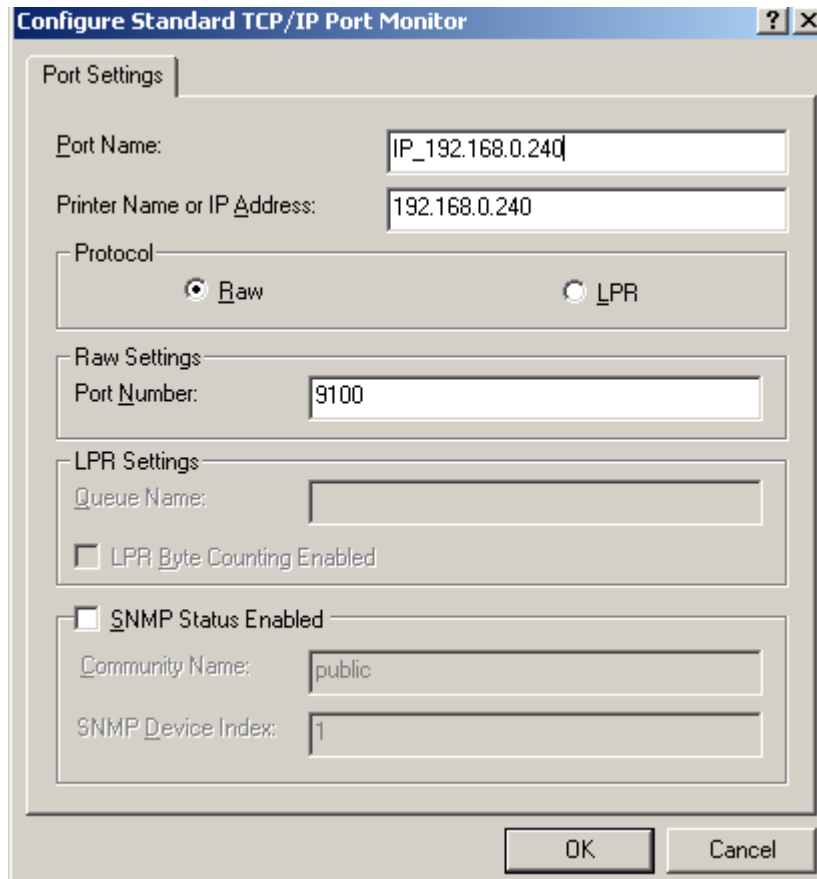 Configure Standard TCP/IP Port Monitor
Port Settings
Port Name: IP_192.168.0.240
Printer Name or IP Address: 192.168.0.240
Protocol
Raw LPR
Raw Settings
Port Number: 9100
LPR Settings
Queue Name:
LPR Byte Counting Enabled
SNMP Status Enabled
Community Name: public
SNMP Device Index: 1
OK Cancel